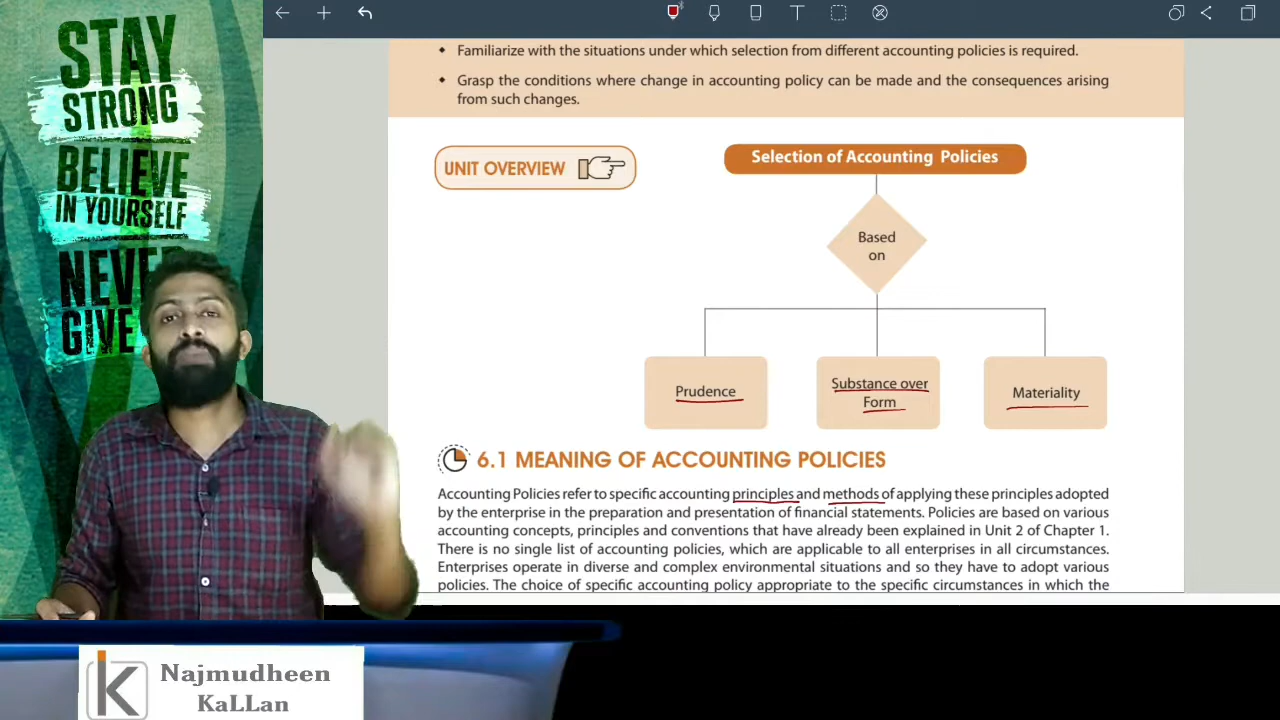 STAY
STRONG
BELIEVE
IN YOURSELF
NEVE
GIVE
Familiarize with the situations under which selection from different accounting policies is required.
Grasp the conditions where change in accounting policy can be made and the consequences arising
from such changes.
UNIT OVERVIEW
Selection of Accounting Policies
Based
on
Prudence
Substance over
Form
Materiality
6.1 MEANING OF ACCOUNTING POLICIES
Accounting Policies refer to specific accounting principles and methods of applying these principles adopted
by the enterprise in the preparation and presentation of financial statements. Policies are based on various
accounting concepts, principles and conventions that have already been explained in Unit 2 of Chapter 1.
There is no single list of accounting policies, which are applicable to all enterprises in all circumstances.
Enterprises operate in diverse and complex environmental situations and so they have to adopt various
policies. The choice of specific accounting policy appropriate to the specific circumstances in which the
Najmudheen
KaLLan